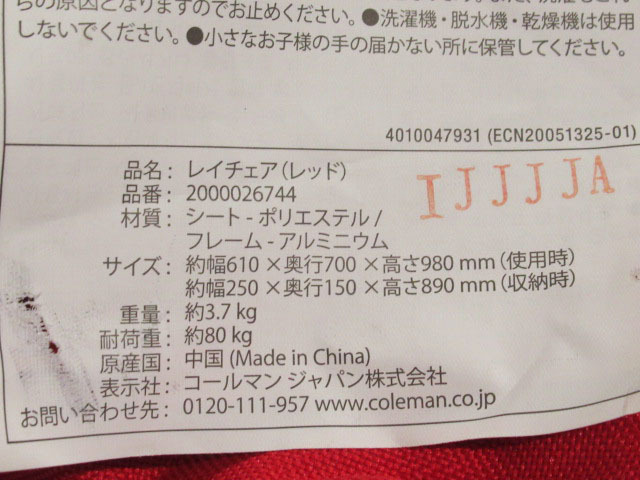 の原因となりますのでお止めください。●洗濯機・脱水機・乾燥機は使用
しないでください。●小さなお子様の手の届かない所に保管してください。
4010047931 (ECN20051325-01)
品名： レイチェア（レッド）
品番： 2000026744
材質： シート - ポリエステル /
フレーム - アルミニウム
サイズ： 約幅610 ×奥行700 ×高さ980 mm（使用時）
約幅250 ×奥行150 ×高さ890 mm（収納時）
重量： 約3.7 kg
耐荷重： 約80 kg
原産国： 中国 (Made in China)
表示社： コールマン ジャパン株式会社
お問い合わせ先： 0120-111-957 www.coleman.co.jp
IJJJJA